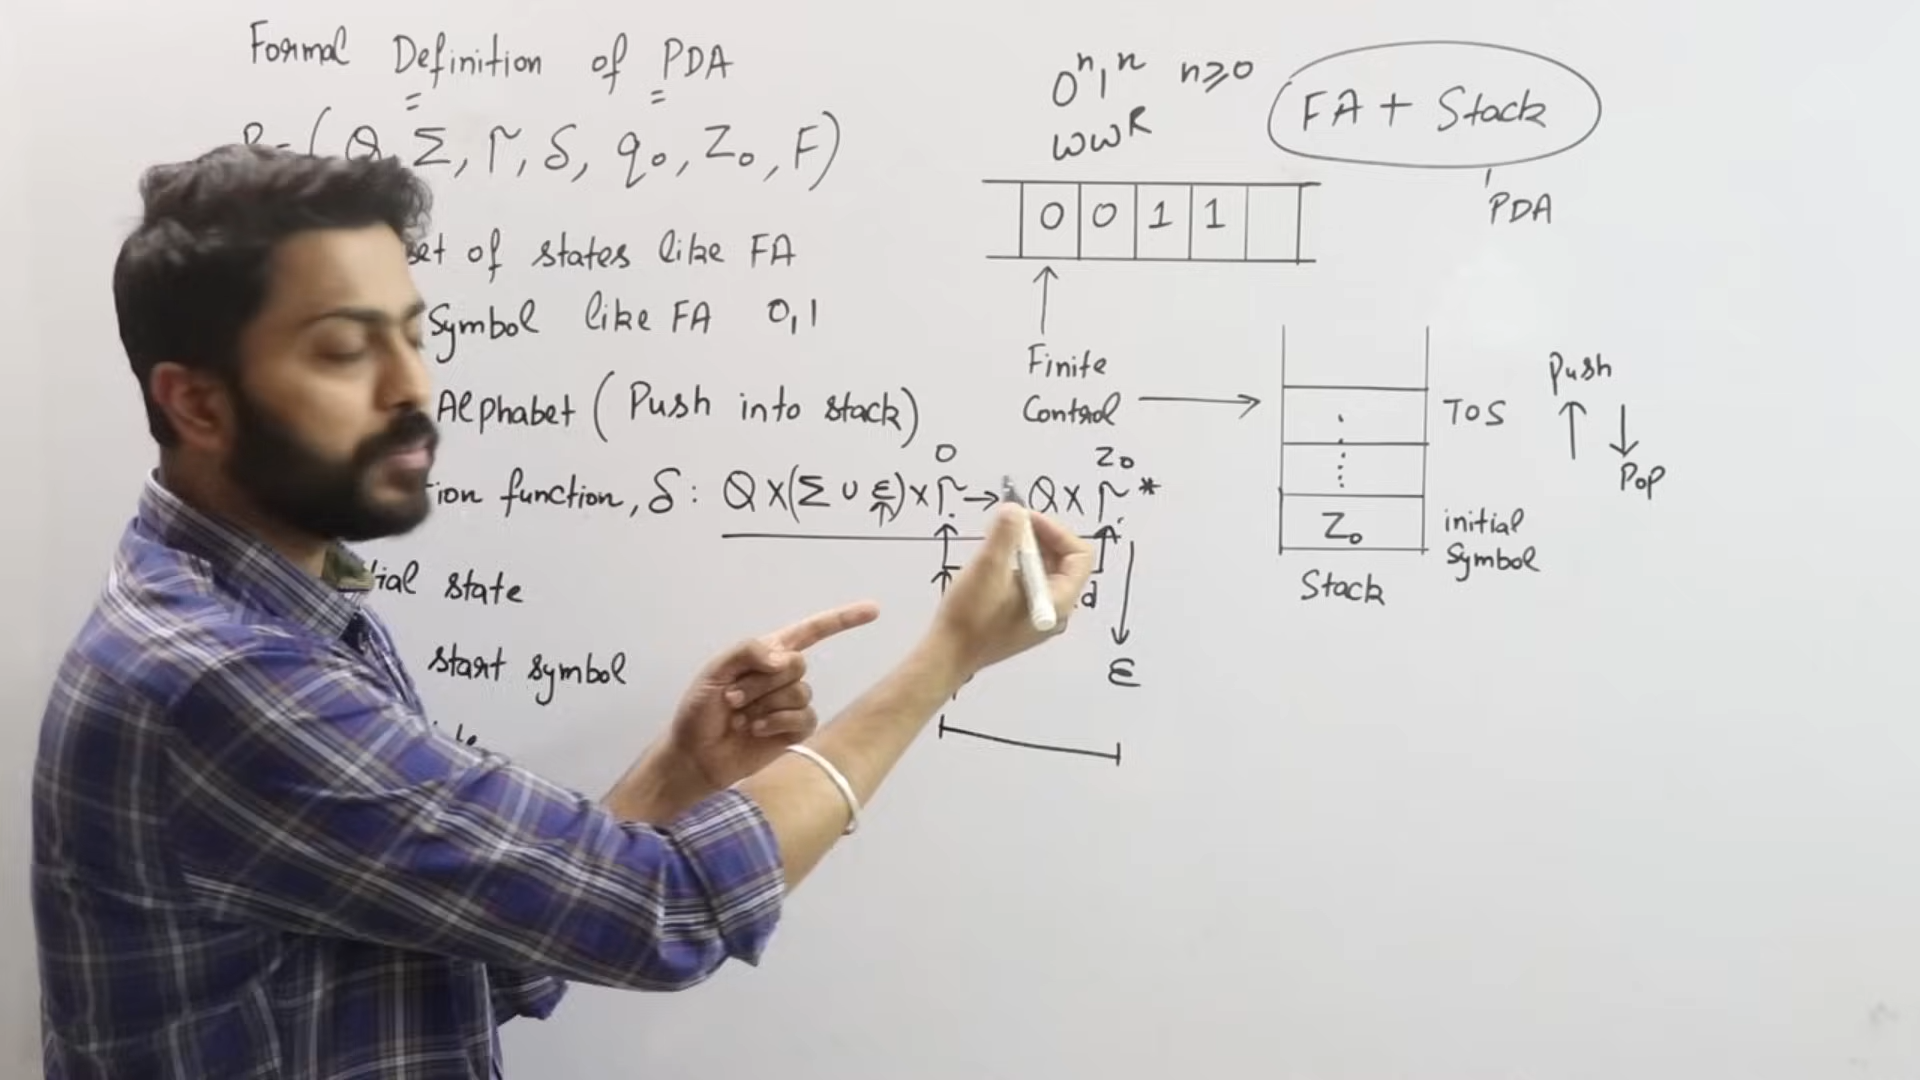 Formal Definition of PDA
Q, Σ, Γ, δ, q₀, Z₀, F)
set of states like FA
Symbol like FA 0,1
Alphabet (Push into stack)
function, δ: Q×(Σ ∪ ε)×Γ → Q×Γ*
0
Z₀
state
start symbol
ε
0ⁿ1ⁿ n≥0
wwᴿ
FA + Stack
PDA
0 0 1 1
Finite
Control
TOS
Z₀
initial
Symbol
Stack
Push
Pop